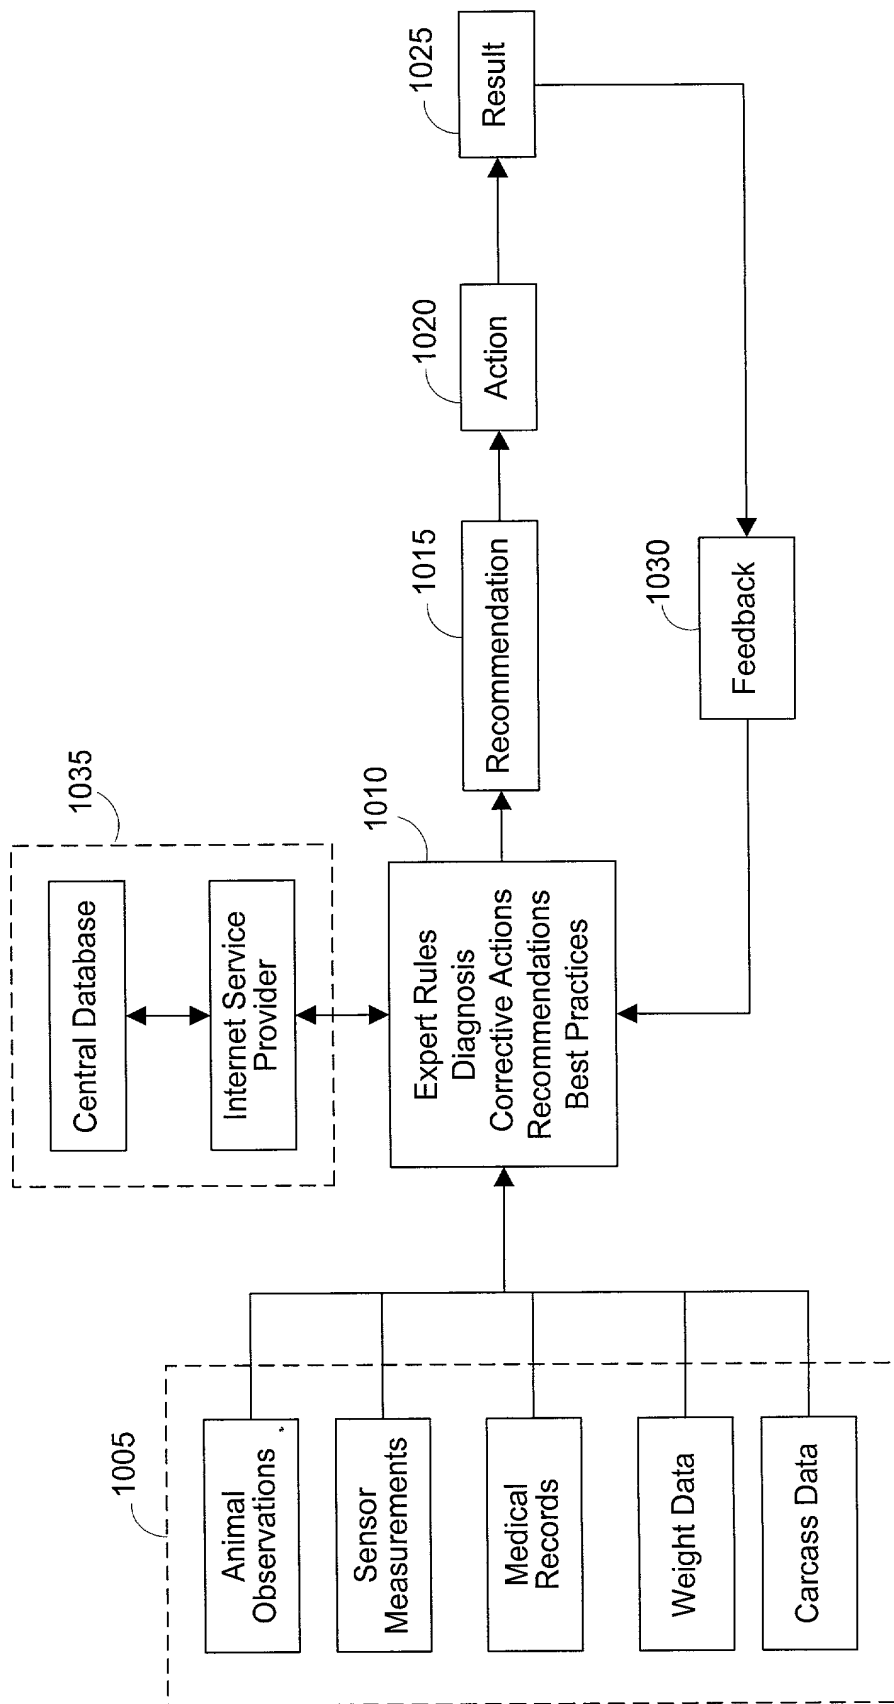 1005
Animal
Observations
Sensor
Measurements
Medical
Records
Weight Data
Carcass Data
1035
Central Database
Internet Service
Provider
1010
Expert Rules
Diagnosis
Corrective Actions
Recommendations
Best Practices
1015
Recommendation
1020
Action
1025
Result
1030
Feedback